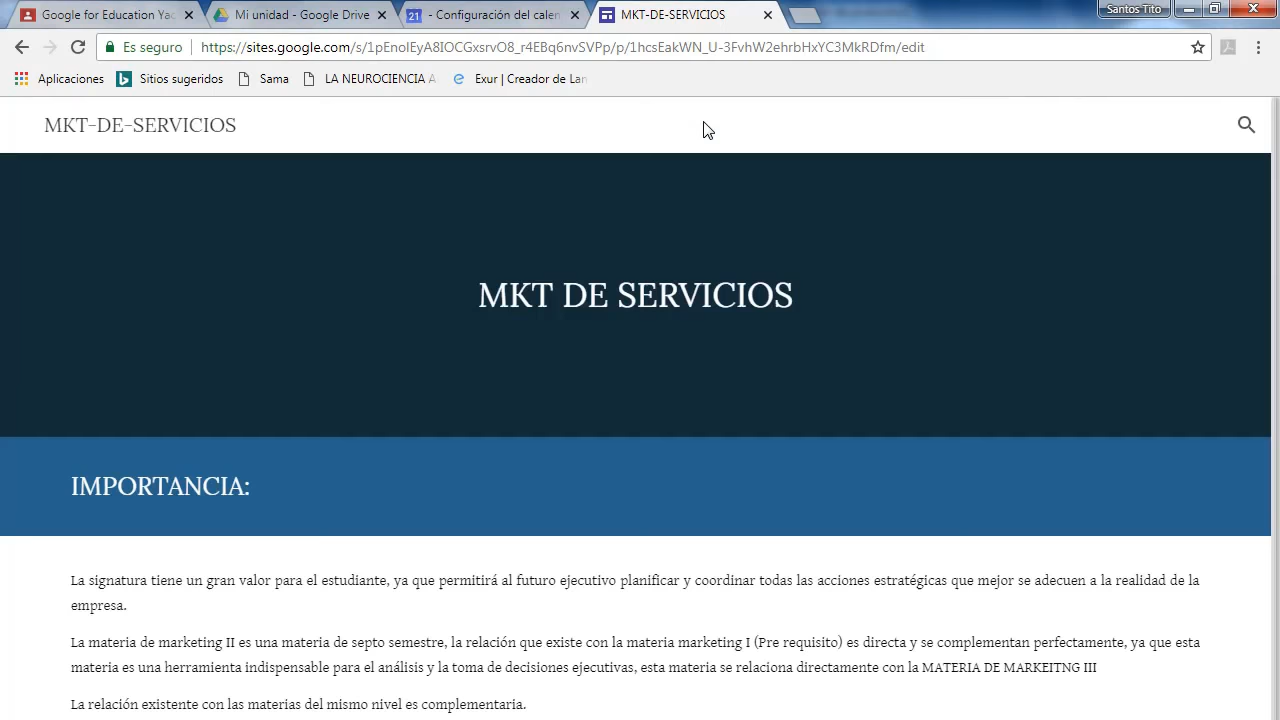 Google for Education Yac
Mi unidad - Google Drive
21
- Configuración del calen
MKT-DE-SERVICIOS
Santos Tito
Es seguro
https://sites.google.com/s/1pEnolEyA8IOCGxsrvO8_r4EBq6nvSVPp/p/1hcsEakWN_U-3FvhW2ehrbHxYC3MkRDfm/edit
Aplicaciones
Sitios sugeridos
Sama
LA NEUROCIENCIA A
Exur | Creador de Lan
MKT-DE-SERVICIOS
MKT DE SERVICIOS
IMPORTANCIA:
La signatura tiene un gran valor para el estudiante, ya que permitirá al futuro ejecutivo planificar y coordinar todas las acciones estratégicas que mejor se adecuen a la realidad de la
empresa.
La materia de marketing II es una materia de septo semestre, la relación que existe con la materia marketing I (Pre requisito) es directa y se complementan perfectamente, ya que esta
materia es una herramienta indispensable para el análisis y la toma de decisiones ejecutivas, esta materia se relaciona directamente con la MATERIA DE MARKEITNG III
La relación existente con las materias del mismo nivel es complementaria.